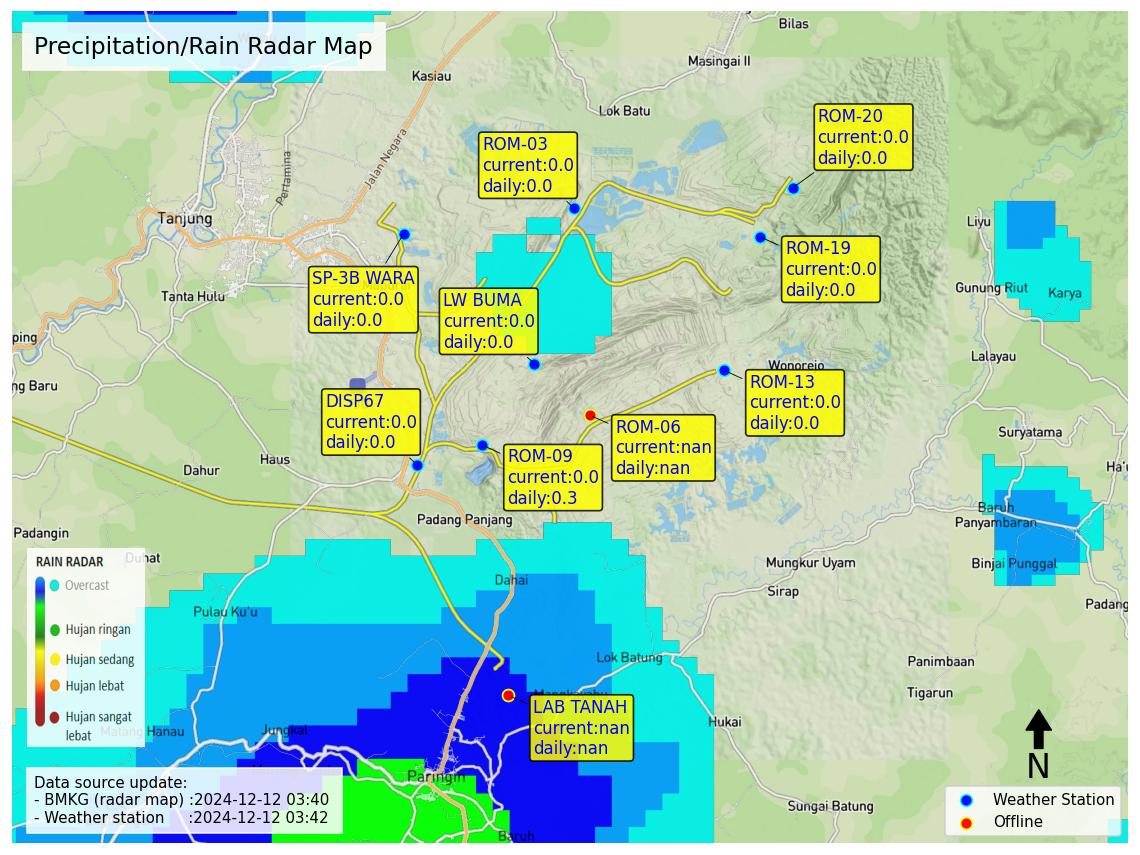 Precipitation/Rain Radar Map
Bilas
Masingai II
Kasiau
Lok Batu
Jalan Negara
Pertamina
Tanjung
Tanta Hulu
ping
ng Baru
ROM-03
current:0.0
daily:0.0
ROM-20
current:0.0
daily:0.0
ROM-19
current:0.0
daily:0.0
SP-3B WARA
current:0.0
daily:0.0
LW BUMA
current:0.0
daily:0.0
Liyu
Gunung Riut
Karya
Lalayau
Wonorejo
ROM-13
current:0.0
daily:0.0
DISP67
current:0.0
daily:0.0
ROM-06
current:nan
daily:nan
ROM-09
current:0.0
daily:0.3
Suryatama
Ha'u
Haus
Dahur
Padangin
Padang Panjang
Baruh
Panyambaran
Binjai Punggal
Padang
Duhat
Dahai
Mungkur Uyam
Sirap
Pulau Ku'u
Lok Batung
Panimbaan
Tigarun
Hukai
LAB TANAH
current:nan
daily:nan
Matang Hanau
Jungkal
Paringin
Baruh
Sungai Batung
RAIN RADAR
Overcast
Hujan ringan
Hujan sedang
Hujan lebat
Hujan sangat
lebat
Data source update:
- BMKG (radar map) :2024-12-12 03:40
- Weather station :2024-12-12 03:42
N
Weather Station
Offline